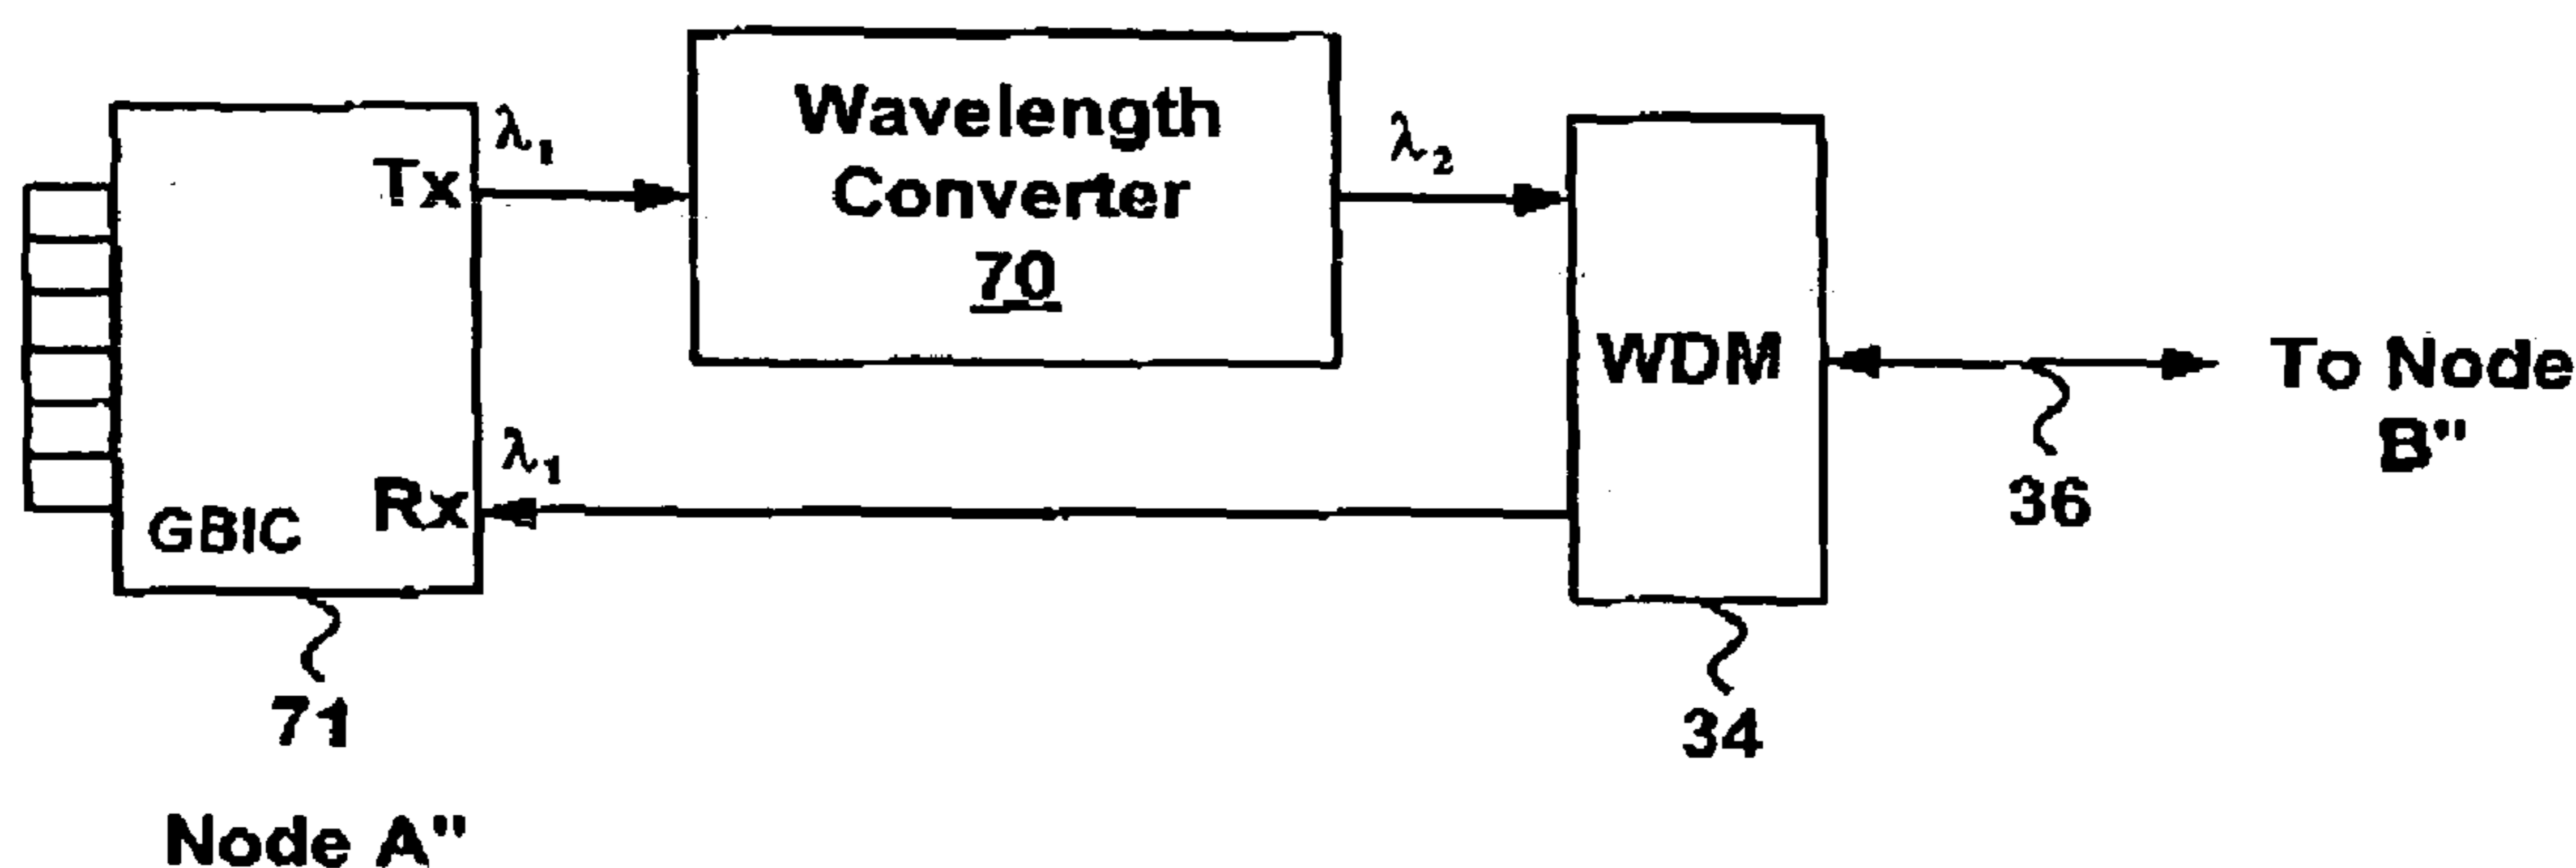 Wavelength
Converter
70
λ₁
λ₂
Tx
WDM
λ₁
Rx
GBIC
To Node
B"
36
71
34
Node A"